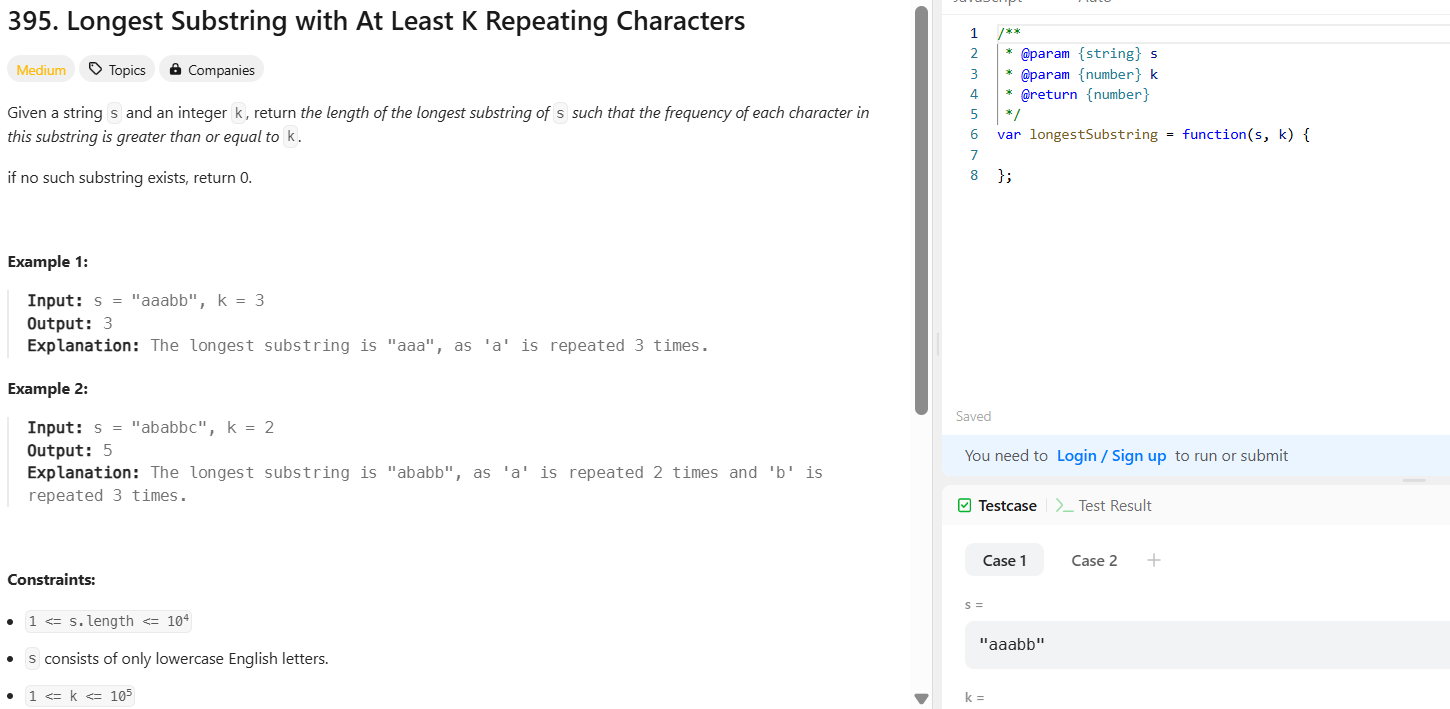 395. Longest Substring with At Least K Repeating Characters
Medium Topics Companies
Given a string s and an integer k, return the length of the longest substring of s such that the frequency of each character in
this substring is greater than or equal to k.
if no such substring exists, return 0.
Example 1:
Input: s = "aaabb", k = 3
Output: 3
Explanation: The longest substring is "aaa", as 'a' is repeated 3 times.
Example 2:
Input: s = "ababbc", k = 2
Output: 5
Explanation: The longest substring is "ababb", as 'a' is repeated 2 times and 'b' is
repeated 3 times.
Constraints:
• 1 <= s.length <= 10⁴
• s consists of only lowercase English letters.
• 1 <= k <= 10⁵
JavaScript Auto
1 /**
2 * @param {string} s
3 * @param {number} k
4 * @return {number}
5 */
6 var longestSubstring = function(s, k) {
7
8 };
Saved
You need to Login / Sign up to run or submit
Testcase >_ Test Result
Case 1 Case 2 +
s =
"aaabb"
k =